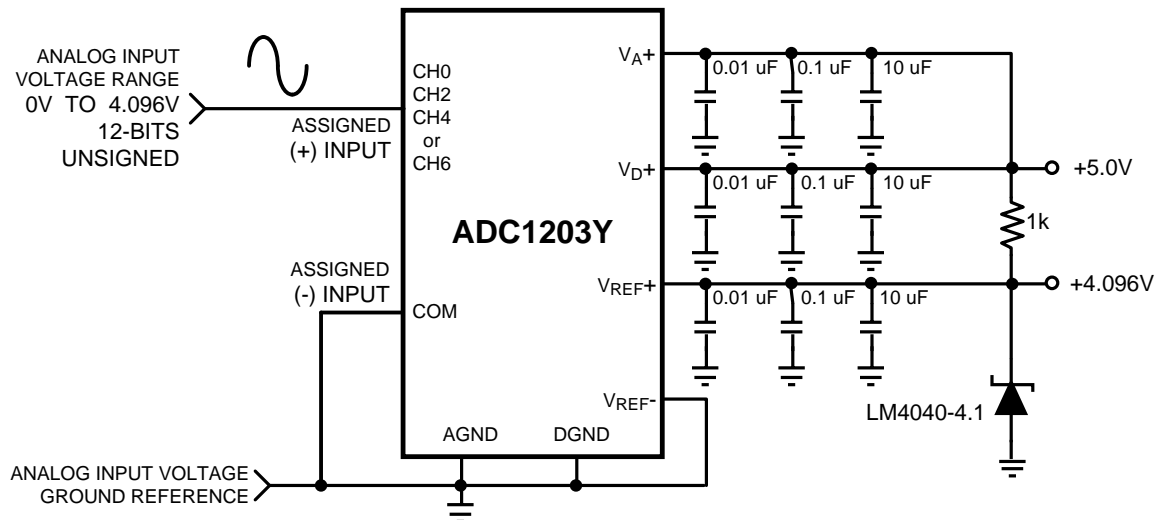 ANALOG INPUT
VOLTAGE RANGE
0V TO 4.096V
12-BITS
UNSIGNED
ASSIGNED
(+) INPUT
CH0
CH2
CH4
or
CH6
ADC1203Y
ASSIGNED
(-) INPUT
COM
AGND
DGND
ANALOG INPUT VOLTAGE
GROUND REFERENCE
VA+
0.01 uF
0.1 uF
10 uF
VD+
0.01 uF
0.1 uF
10 uF
+5.0V
1k
VREF+
0.01 uF
0.1 uF
10 uF
+4.096V
VREF-
LM4040-4.1